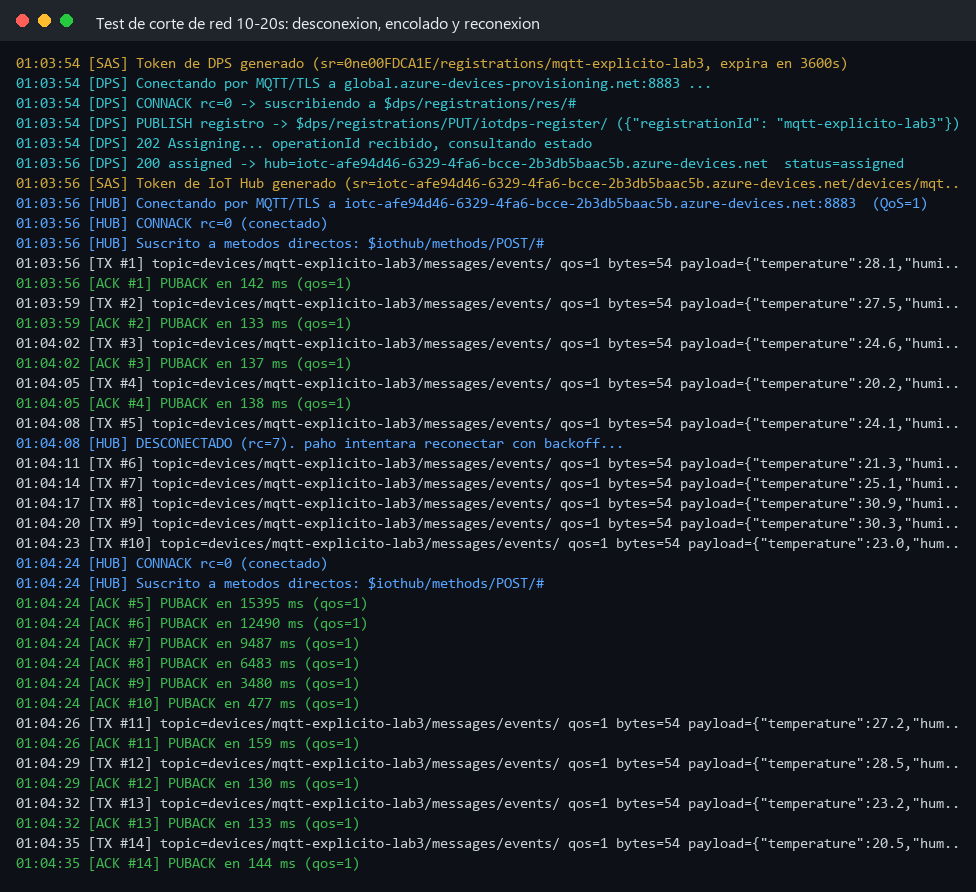 Test de corte de red 10-20s: desconexion, encolado y reconexion
01:03:54 [SAS] Token de DPS generado (sr=0ne00FDCA1E/registrations/mqtt-explicito-lab3, expira en 3600s)
01:03:54 [DPS] Conectando por MQTT/TLS a global.azure-devices-provisioning.net:8883 ...
01:03:54 [DPS] CONNACK rc=0 -> suscribiendo a $dps/registrations/res/#
01:03:54 [DPS] PUBLISH registro -> $dps/registrations/PUT/iotdps-register/ ({"registrationId": "mqtt-explicito-lab3"})
01:03:54 [DPS] 202 Assigning... operationId recibido, consultando estado
01:03:56 [DPS] 200 assigned -> hub=iotc-afe94d46-6329-4fa6-bcce-2b3db5baac5b.azure-devices.net  status=assigned
01:03:56 [SAS] Token de IoT Hub generado (sr=iotc-afe94d46-6329-4fa6-bcce-2b3db5baac5b.azure-devices.net/devices/mqt..
01:03:56 [HUB] Conectando por MQTT/TLS a iotc-afe94d46-6329-4fa6-bcce-2b3db5baac5b.azure-devices.net:8883  (QoS=1)
01:03:56 [HUB] CONNACK rc=0 (conectado)
01:03:56 [HUB] Suscrito a metodos directos: $iothub/methods/POST/#
01:03:56 [TX #1] topic=devices/mqtt-explicito-lab3/messages/events/ qos=1 bytes=54 payload={"temperature":28.1,"humi..
01:03:56 [ACK #1] PUBACK en 142 ms (qos=1)
01:03:59 [TX #2] topic=devices/mqtt-explicito-lab3/messages/events/ qos=1 bytes=54 payload={"temperature":27.5,"humi..
01:03:59 [ACK #2] PUBACK en 133 ms (qos=1)
01:04:02 [TX #3] topic=devices/mqtt-explicito-lab3/messages/events/ qos=1 bytes=54 payload={"temperature":24.6,"humi..
01:04:02 [ACK #3] PUBACK en 137 ms (qos=1)
01:04:05 [TX #4] topic=devices/mqtt-explicito-lab3/messages/events/ qos=1 bytes=54 payload={"temperature":20.2,"humi..
01:04:05 [ACK #4] PUBACK en 138 ms (qos=1)
01:04:08 [TX #5] topic=devices/mqtt-explicito-lab3/messages/events/ qos=1 bytes=54 payload={"temperature":24.1,"humi..
01:04:08 [HUB] DESCONECTADO (rc=7). paho intentara reconectar con backoff...
01:04:11 [TX #6] topic=devices/mqtt-explicito-lab3/messages/events/ qos=1 bytes=54 payload={"temperature":21.3,"humi..
01:04:14 [TX #7] topic=devices/mqtt-explicito-lab3/messages/events/ qos=1 bytes=54 payload={"temperature":25.1,"humi..
01:04:17 [TX #8] topic=devices/mqtt-explicito-lab3/messages/events/ qos=1 bytes=54 payload={"temperature":30.9,"humi..
01:04:20 [TX #9] topic=devices/mqtt-explicito-lab3/messages/events/ qos=1 bytes=54 payload={"temperature":30.3,"humi..
01:04:23 [TX #10] topic=devices/mqtt-explicito-lab3/messages/events/ qos=1 bytes=54 payload={"temperature":23.0,"hum..
01:04:24 [HUB] CONNACK rc=0 (conectado)
01:04:24 [HUB] Suscrito a metodos directos: $iothub/methods/POST/#
01:04:24 [ACK #5] PUBACK en 15395 ms (qos=1)
01:04:24 [ACK #6] PUBACK en 12490 ms (qos=1)
01:04:24 [ACK #7] PUBACK en 9487 ms (qos=1)
01:04:24 [ACK #8] PUBACK en 6483 ms (qos=1)
01:04:24 [ACK #9] PUBACK en 3480 ms (qos=1)
01:04:24 [ACK #10] PUBACK en 477 ms (qos=1)
01:04:26 [TX #11] topic=devices/mqtt-explicito-lab3/messages/events/ qos=1 bytes=54 payload={"temperature":27.2,"hum..
01:04:26 [ACK #11] PUBACK en 159 ms (qos=1)
01:04:29 [TX #12] topic=devices/mqtt-explicito-lab3/messages/events/ qos=1 bytes=54 payload={"temperature":28.5,"hum..
01:04:29 [ACK #12] PUBACK en 130 ms (qos=1)
01:04:32 [TX #13] topic=devices/mqtt-explicito-lab3/messages/events/ qos=1 bytes=54 payload={"temperature":23.2,"hum..
01:04:32 [ACK #13] PUBACK en 133 ms (qos=1)
01:04:35 [TX #14] topic=devices/mqtt-explicito-lab3/messages/events/ qos=1 bytes=54 payload={"temperature":20.5,"hum..
01:04:35 [ACK #14] PUBACK en 144 ms (qos=1)